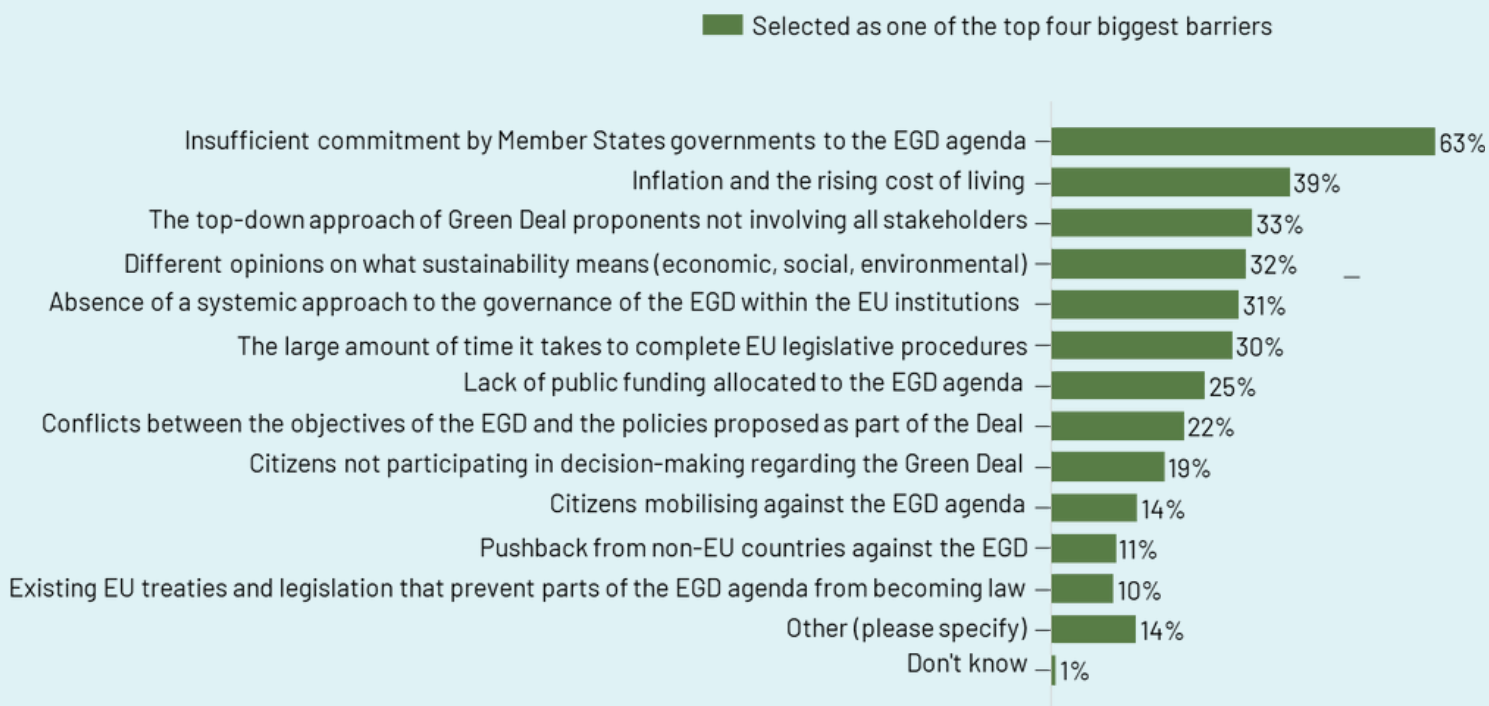 Selected as one of the top four biggest barriers
Insufficient commitment by Member States governments to the EGD agenda 63%
Inflation and the rising cost of living 39%
The top-down approach of Green Deal proponents not involving all stakeholders 33%
Different opinions on what sustainability means (economic, social, environmental) 32%
Absence of a systemic approach to the governance of the EGD within the EU institutions 31%
The large amount of time it takes to complete EU legislative procedures 30%
Lack of public funding allocated to the EGD agenda 25%
Conflicts between the objectives of the EGD and the policies proposed as part of the Deal 22%
Citizens not participating in decision-making regarding the Green Deal 19%
Citizens mobilising against the EGD agenda 14%
Pushback from non-EU countries against the EGD 11%
Existing EU treaties and legislation that prevent parts of the EGD agenda from becoming law 10%
Other (please specify) 14%
Don't know 1%